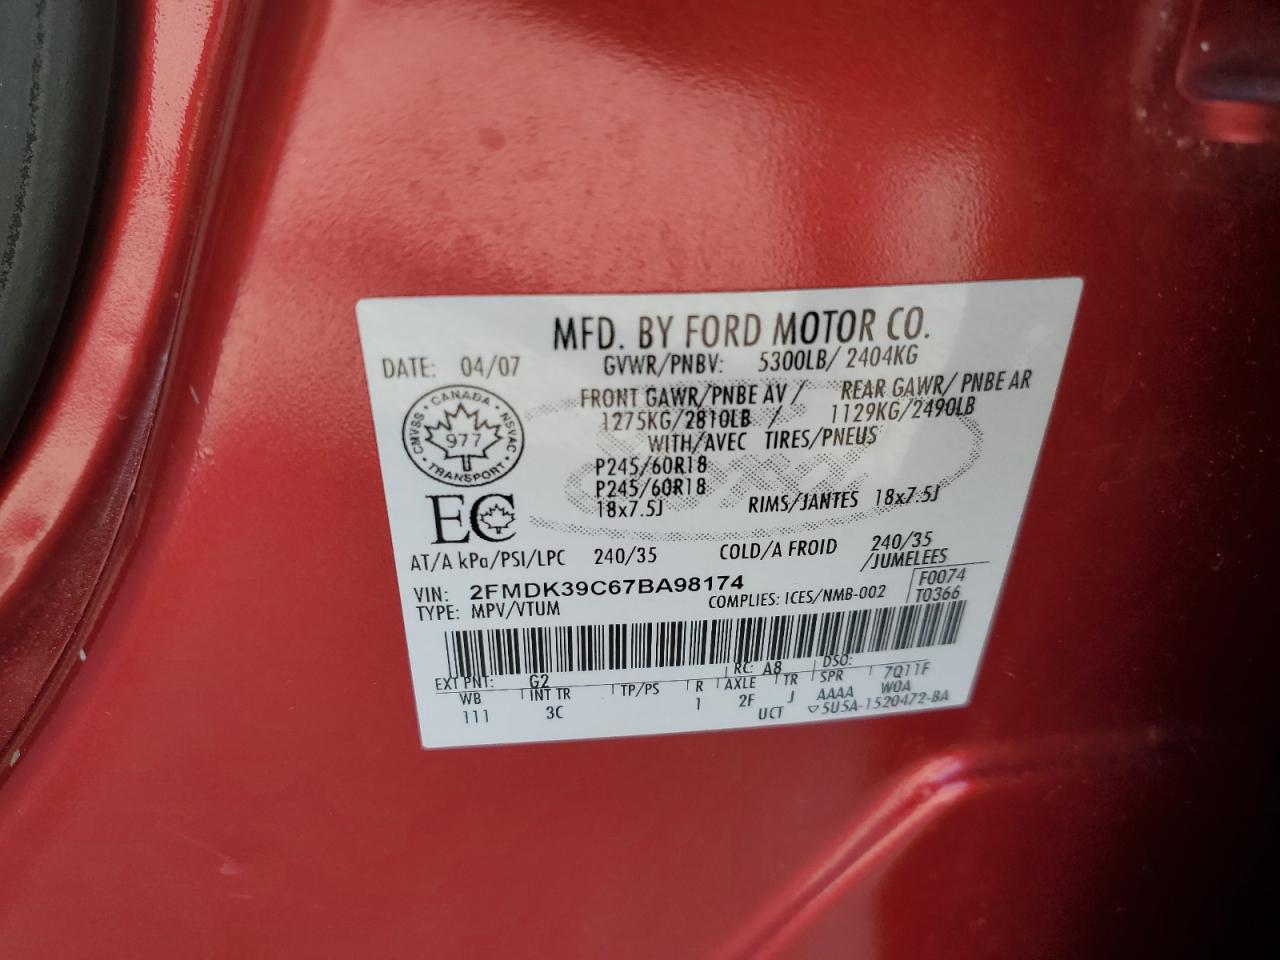 MFD. BY FORD MOTOR CO.
DATE: 04/07 GVWR/PNBV: 5300LB/ 2404KG
FRONT GAWR/PNBE AV / REAR GAWR/ PNBE AR
1275KG/2810LB / 1129KG/2490LB
WITH/AVEC TIRES/PNEUS
CANADA
CMVSS 977 NSVAC
TRANSPORT
P245/60R18
P245/60R18
18x7.5J RIMS/JANTES 18x7.5J
EC
AT/A kPa/PSI/LPC 240/35 COLD/A FROID 240/35
/JUMELEES
VIN: 2FMDK39C67BA98174 F0074
TYPE: MPV/VTUM COMPLIES: ICES/NMB-002 T0366
EXT PNT: G2 RC: A8 DSO:
WB INT TR TP/PS R AXLE TR SPR 7Q11F
111 3C 1 2F J AAAA WOA
UCT ▽5U5A-1520472-BA